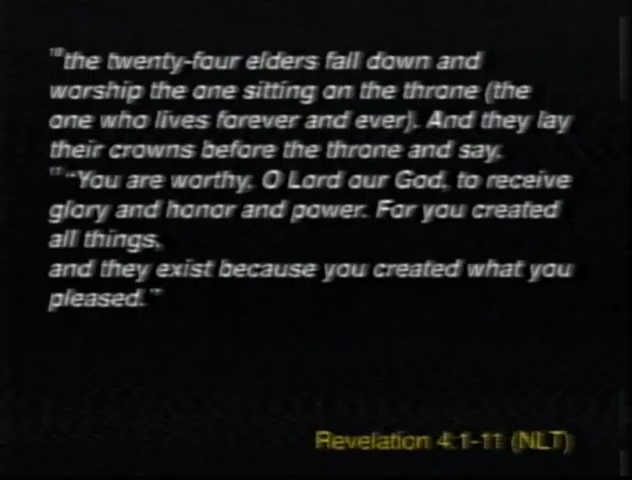 ¹⁰the twenty-four elders fall down and
worship the one sitting on the throne (the
one who lives forever and ever). And they lay
their crowns before the throne and say,
¹¹“You are worthy, O Lord our God, to receive
glory and honor and power. For you created
all things,
and they exist because you created what you
pleased.”
Revelation 4:1-11 (NLT)